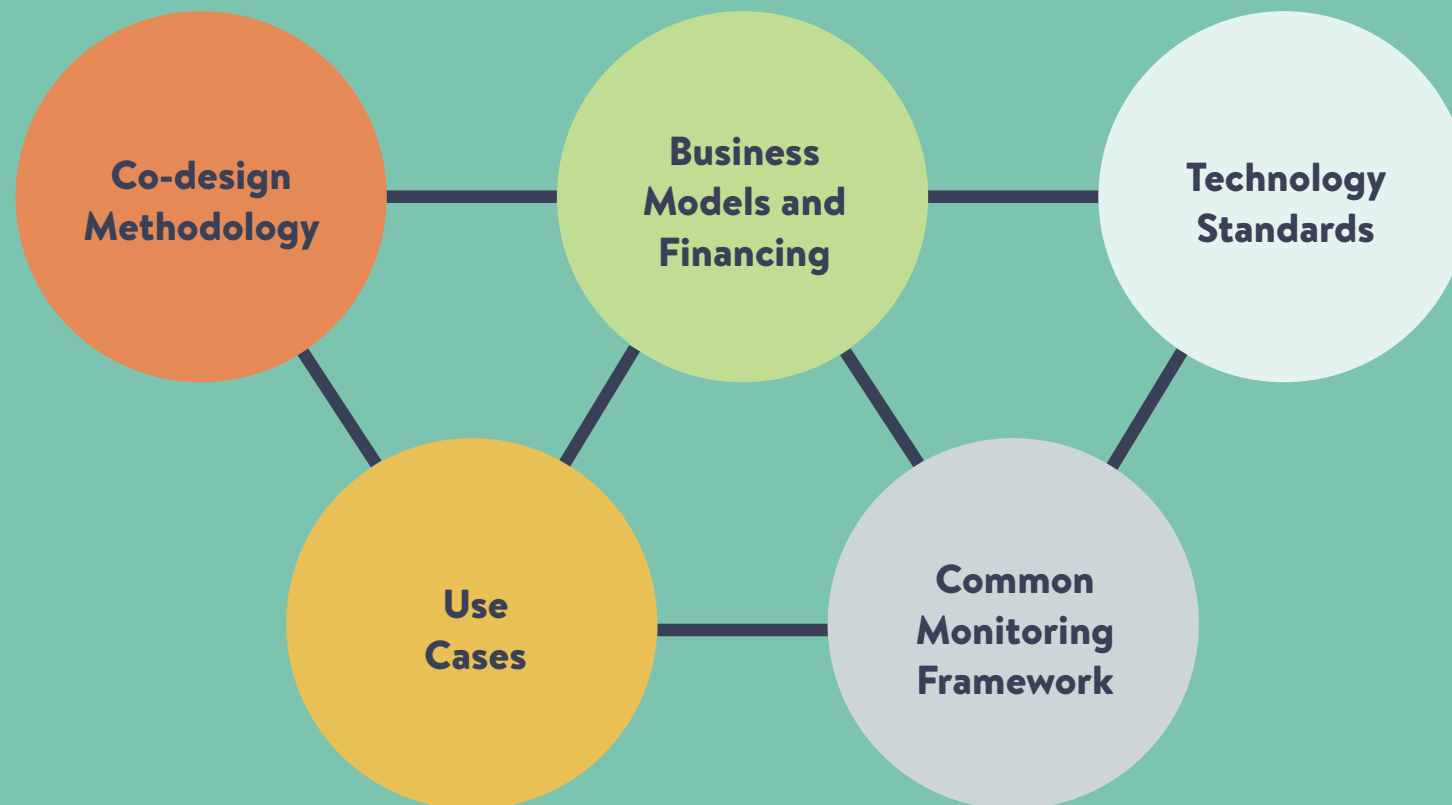 Co-design
Methodology
Business
Models and
Financing
Technology
Standards
Use
Cases
Common
Monitoring
Framework